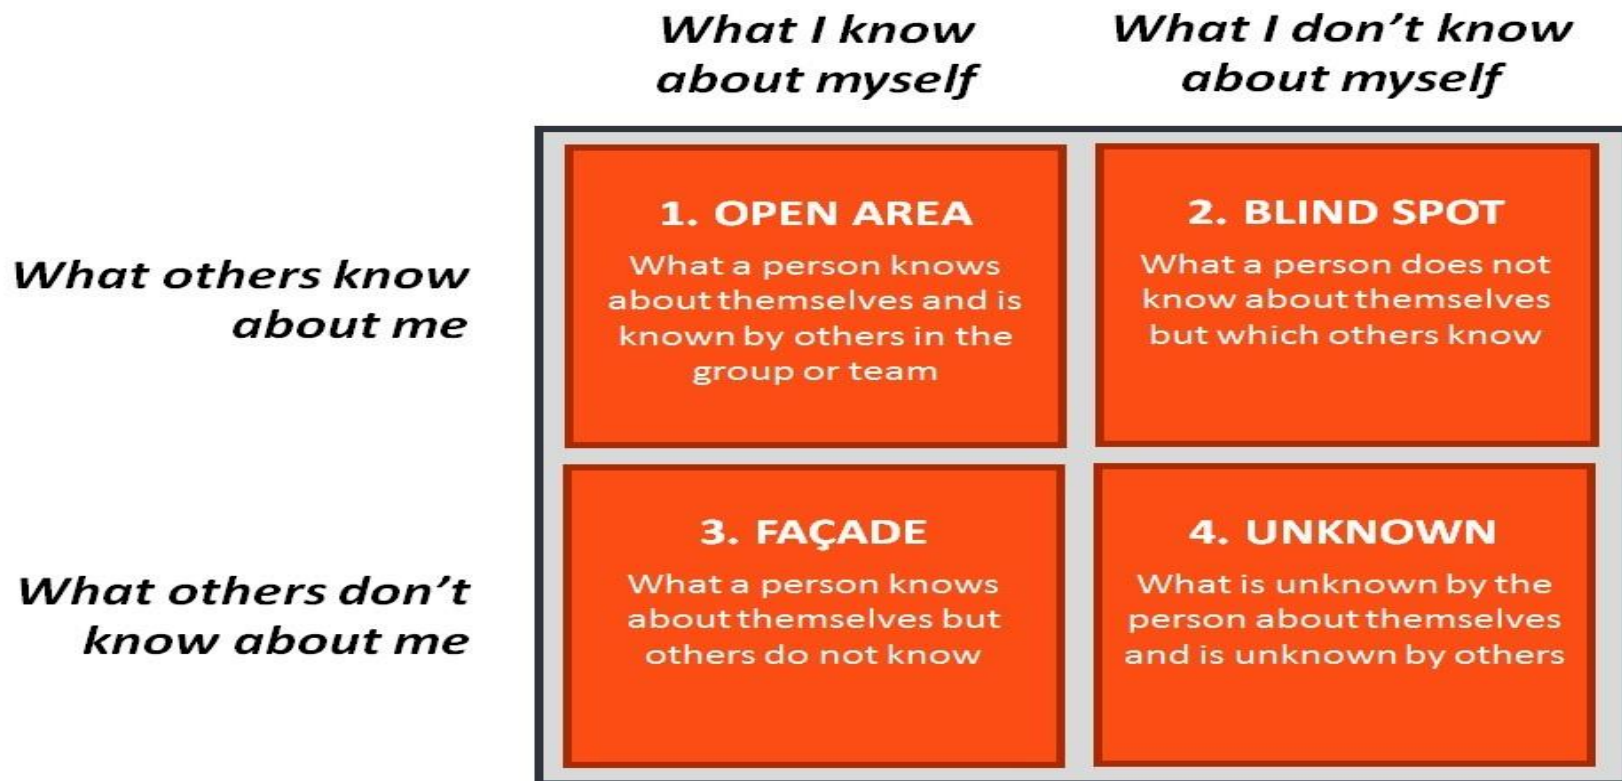 What I know
about myself
What I don’t know
about myself
What others know
about me
1. OPEN AREA
What a person knows
about themselves and is
known by others in the
group or team
2. BLIND SPOT
What a person does not
know about themselves
but which others know
What others don’t
know about me
3. FAÇADE
What a person knows
about themselves but
others do not know
4. UNKNOWN
What is unknown by the
person about themselves
and is unknown by others